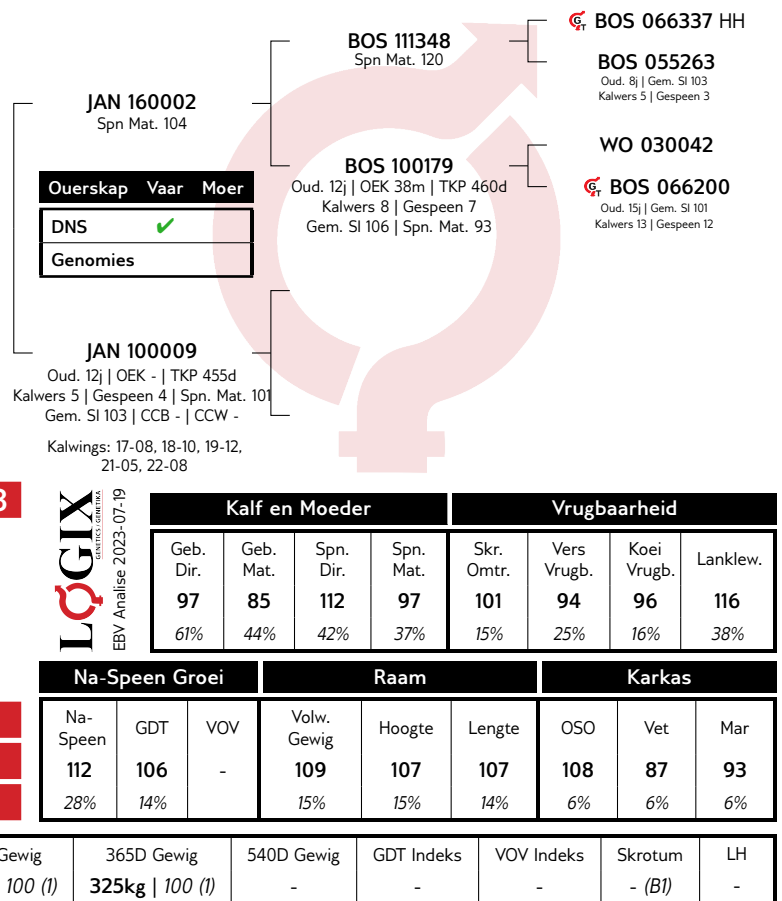 BOS 066337 HH
BOS 111348
Spn Mat. 120
BOS 055263
Oud. 8j | Gem. SI 103
Kalwers 5 | Gespeen 3
JAN 160002
Spn Mat. 104
WO 030042
BOS 100179
Oud. 12j | OEK 38m | TKP 460d
Kalwers 8 | Gespeen 7
Gem. SI 106 | Spn. Mat. 93
GT BOS 066200
Oud. 15j | Gem. SI 101
Kalwers 13 | Gespeen 12
Ouerskap Vaar Moer
DNS ✔
Genomies
JAN 100009
Oud. 12j | OEK - | TKP 455d
Kalwers 5 | Gespeen 4 | Spn. Mat. 101
Gem. SI 103 | CCB - | CCW -
Kalwings: 17-08, 18-10, 19-12,
21-05, 22-08
LOGIX
GENETICS | GENETIKA
EBV Analise 2023-07-19
Kalf en Moeder Vrugbaarheid
Geb. Dir. Geb. Mat. Spn. Dir. Spn. Mat. Skr. Omtr. Vers Vrugb. Koei Vrugb. Lanklew.
97 85 112 97 101 94 96 116
61% 44% 42% 37% 15% 25% 16% 38%
Na-Speen Groei Raam Karkas
Na-Speen GDT VOV Volw. Gewig Hoogte Lengte OSO Vet Mar
112 106 - 109 107 107 108 87 93
28% 14% 15% 15% 14% 6% 6% 6%
Gewig 365D Gewig 540D Gewig GDT Indeks VOV Indeks Skrotum LH
100 (1) 325kg | 100 (1) - - - - (B1) -